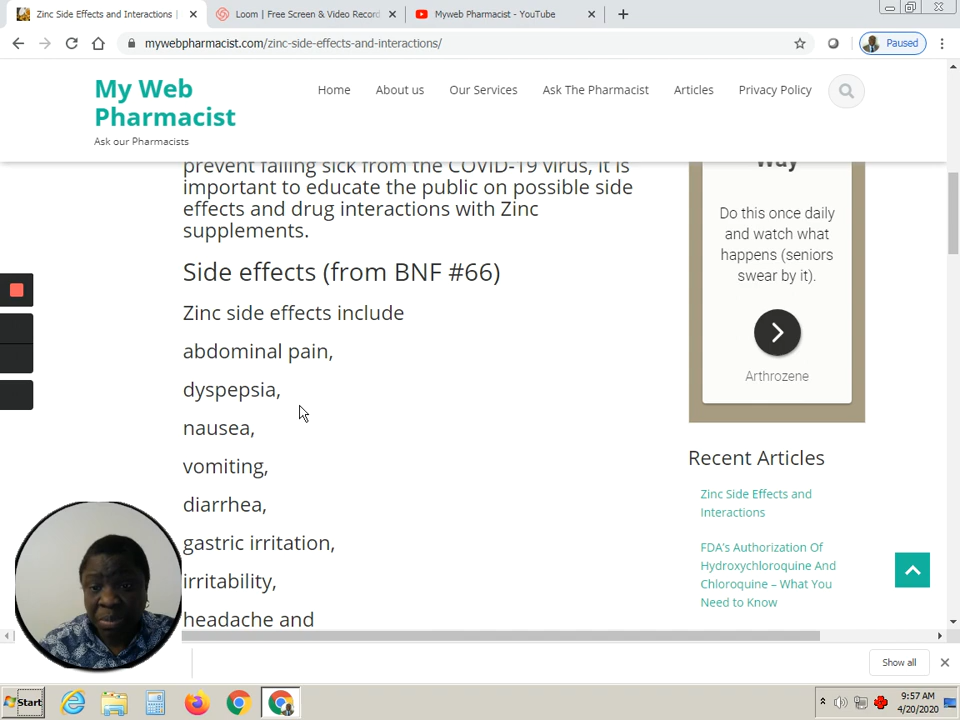 Zinc Side Effects and Interactions
Loom | Free Screen & Video Record
Myweb Pharmacist - YouTube
mywebpharmacist.com/zinc-side-effects-and-interactions/
Paused
My Web
Pharmacist
Ask our Pharmacists
Home
About us
Our Services
Ask The Pharmacist
Articles
Privacy Policy
prevent falling sick from the COVID-19 virus, it is
important to educate the public on possible side
effects and drug interactions with Zinc
supplements.
Side effects (from BNF #66)
Zinc side effects include
abdominal pain,
dyspepsia,
nausea,
vomiting,
diarrhea,
gastric irritation,
irritability,
headache and
Way
Do this once daily
and watch what
happens (seniors
swear by it).
Arthrozene
Recent Articles
Zinc Side Effects and
Interactions
FDA's Authorization Of
Hydroxychloroquine And
Chloroquine – What You
Need to Know
Show all
Start
9:57 AM
4/20/2020